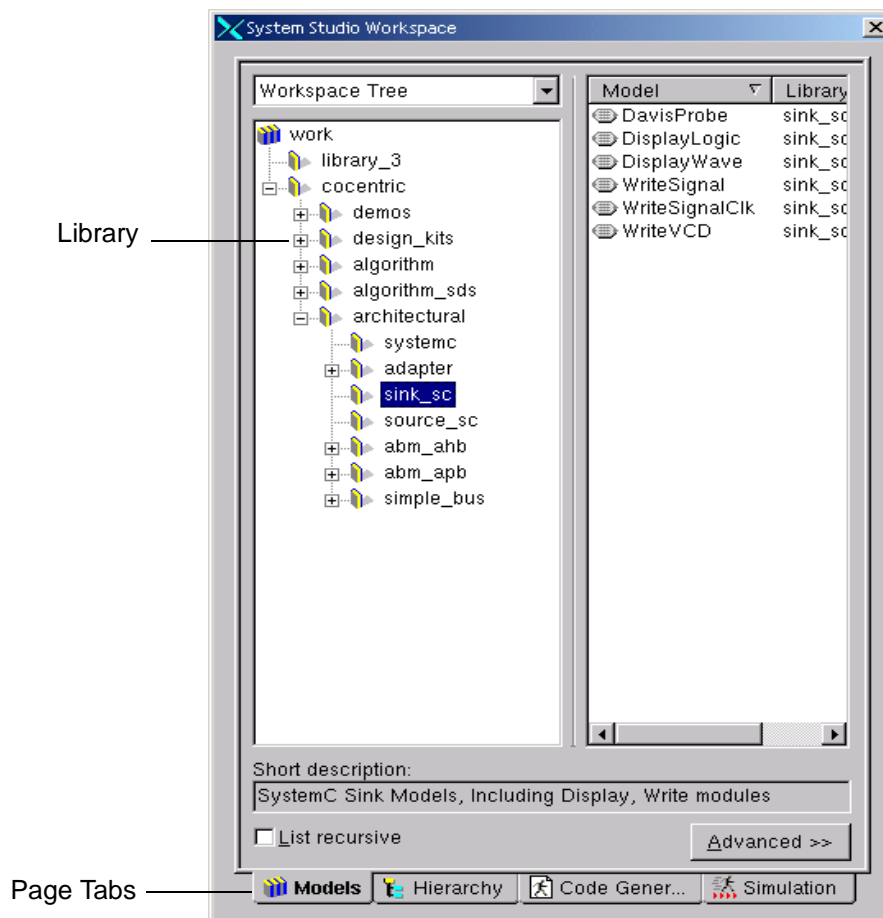 System Studio Workspace
Workspace Tree
work
library_3
cocentric
demos
design_kits
algorithm
algorithm_sds
architectural
systemc
adapter
sink_sc
source_sc
abm_ahb
abm_apb
simple_bus
Model Library
DavisProbe sink_sc
DisplayLogic sink_sc
DisplayWave sink_sc
WriteSignal sink_sc
WriteSignalClk sink_sc
WriteVCD sink_sc
Library
Short description:
SystemC Sink Models, Including Display, Write modules
List recursive
Advanced >>
Page Tabs
Models Hierarchy Code Gener... Simulation